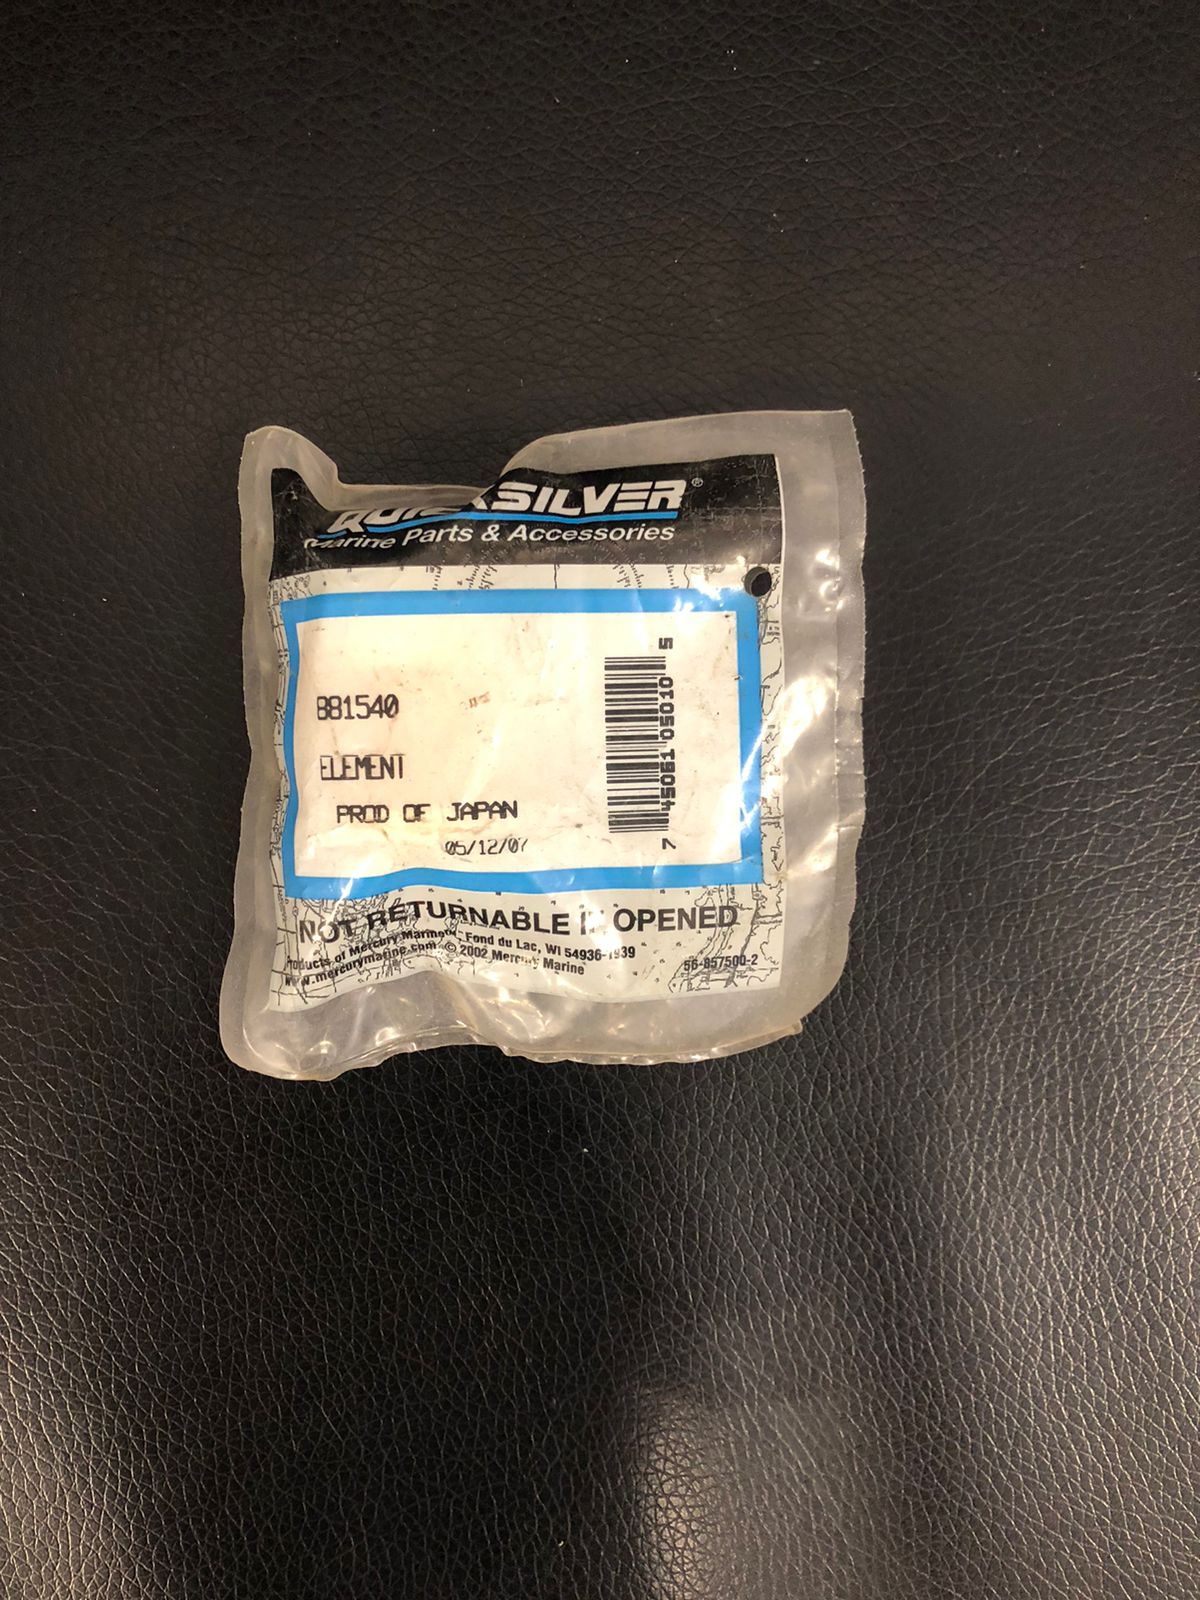 QUICKSILVER®
Marine Parts & Accessories
881540
ELEMENT
PROD OF JAPAN
05/12/07
7 45061 05010 5
NOT RETURNABLE IF OPENED
Products of Mercury Marine Fond du Lac, WI 54936-1939
www.mercurymarine.com © 2002 Mercury Marine
56-857500-2